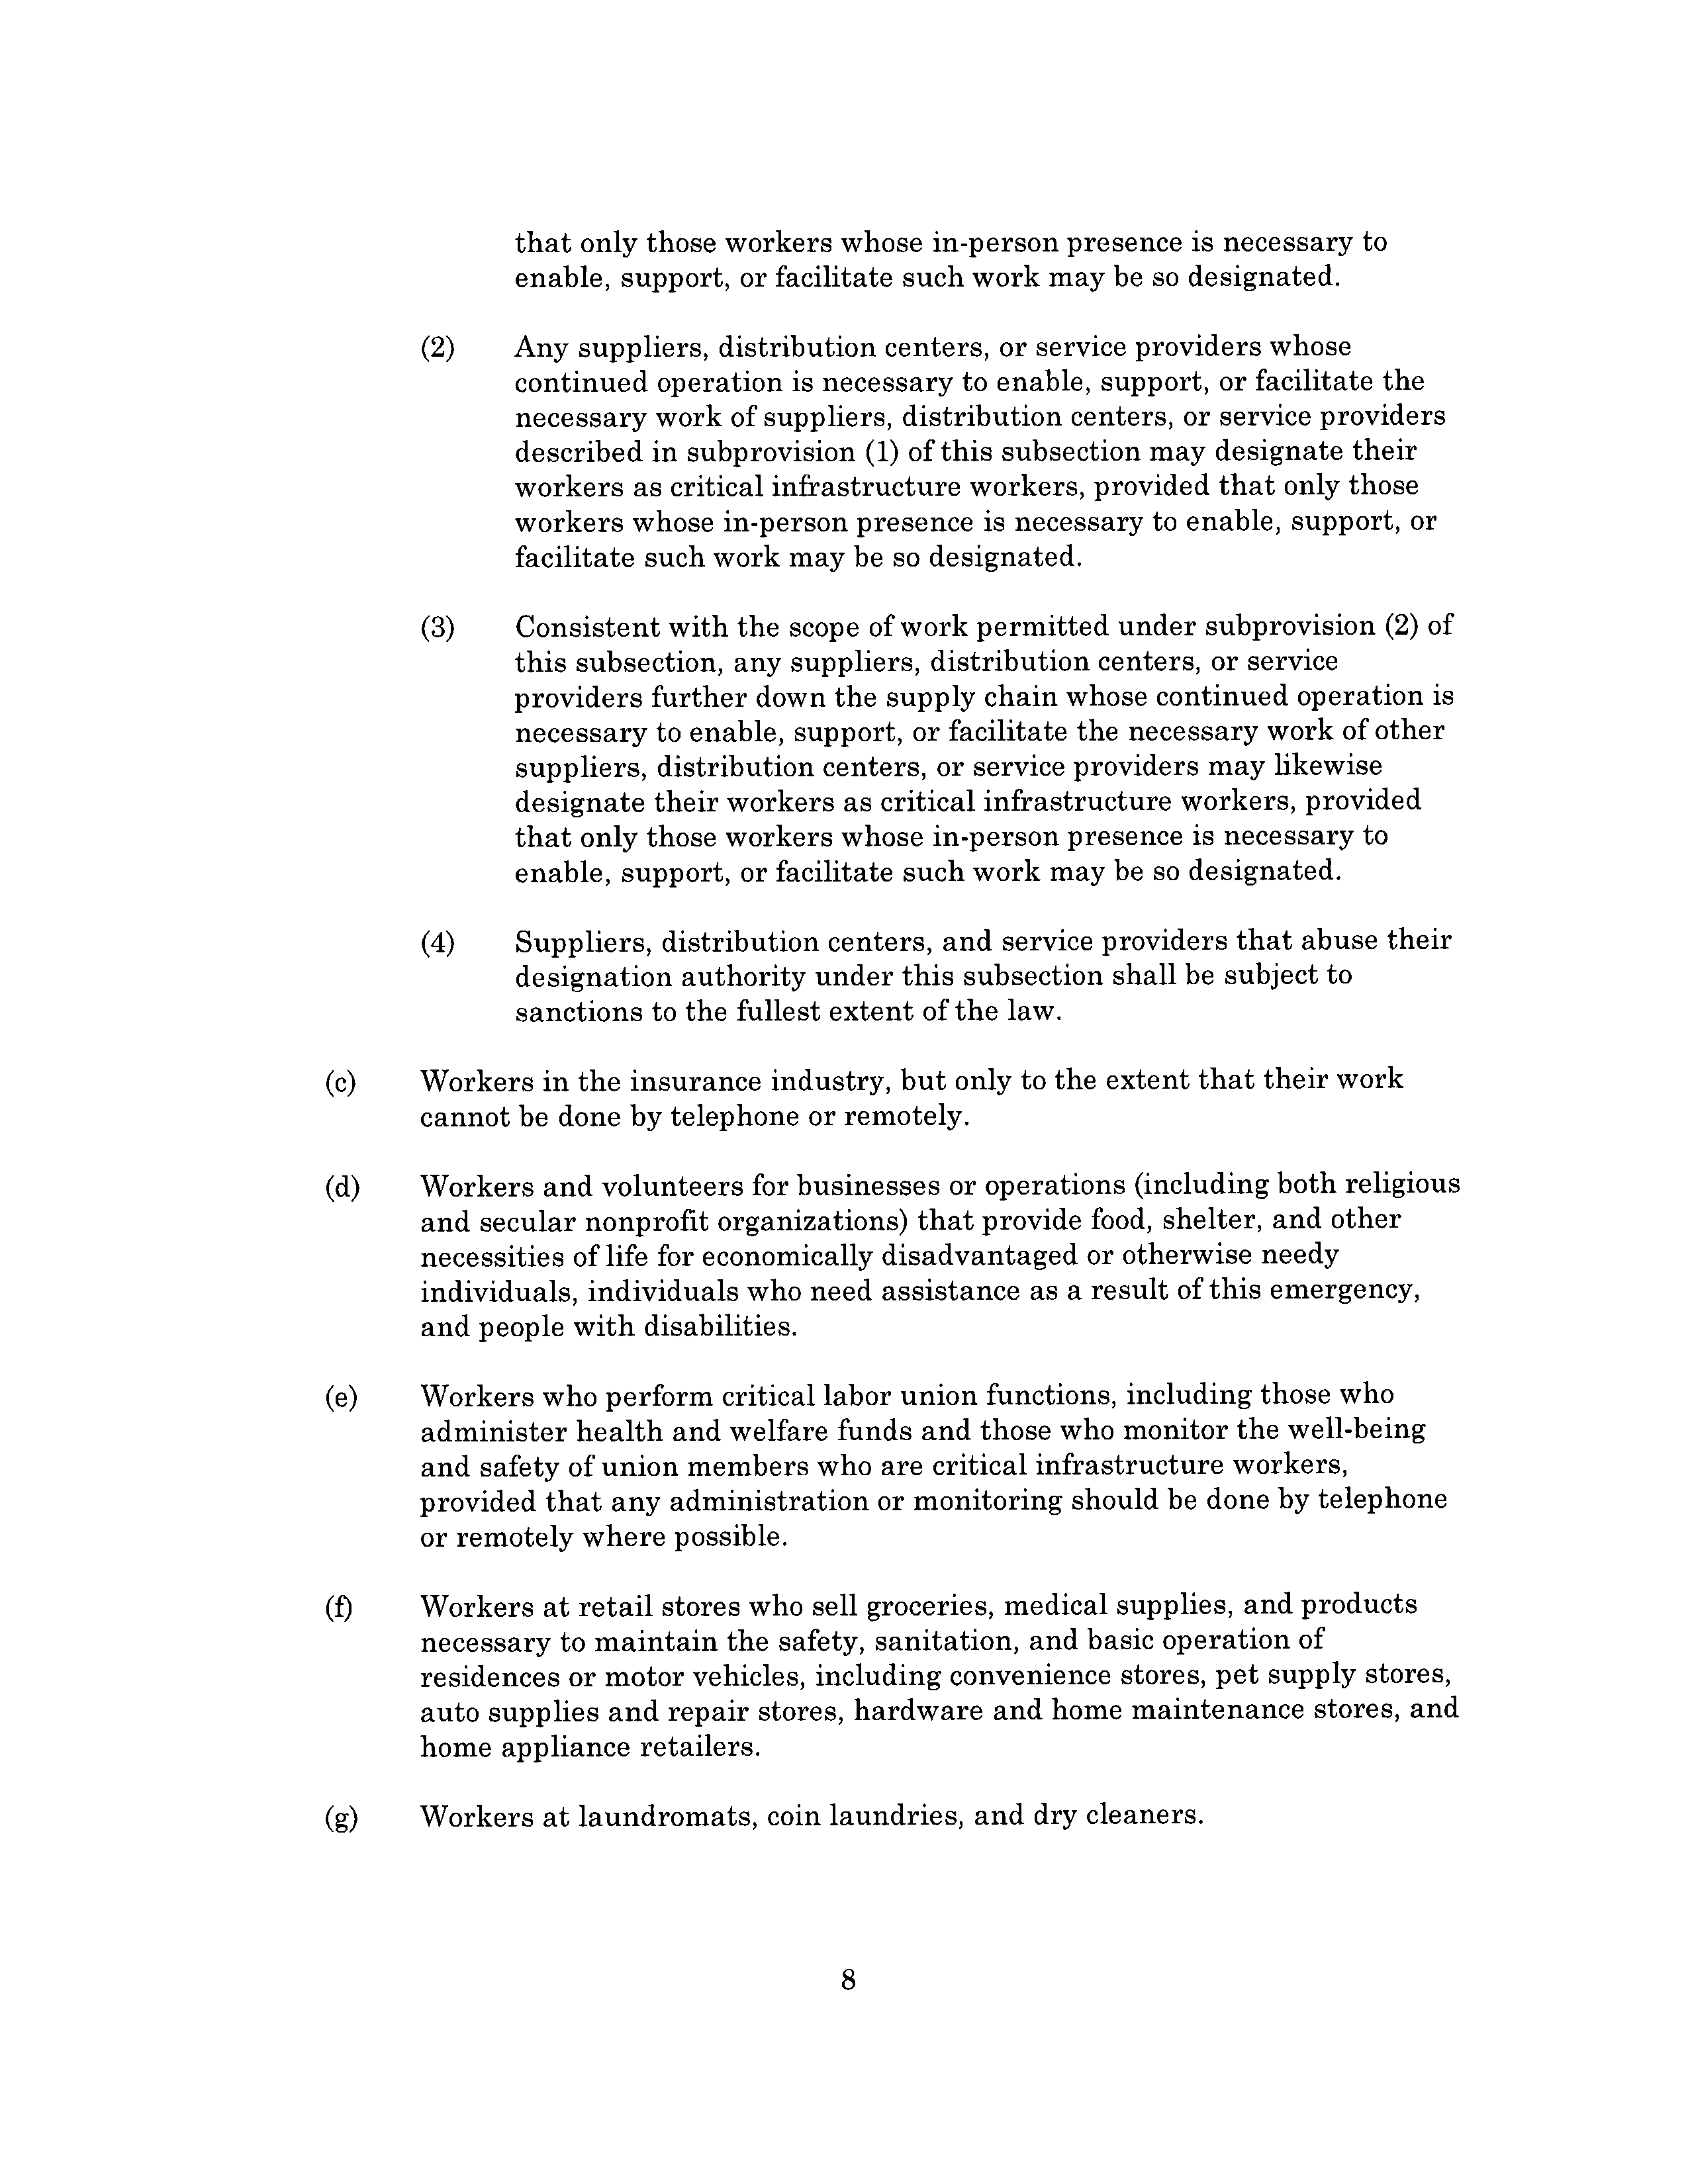 that only those workers whose in-person presence is necessary to
enable, support, or facilitate such work may be so designated.
(2) Any suppliers, distribution centers, or service providers whose
continued operation is necessary to enable, support, or facilitate the
necessary work of suppliers, distribution centers, or service providers
described in subprovision (1) of this subsection may designate their
workers as critical infrastructure workers, provided that only those
workers whose in-person presence is necessary to enable, support, or
facilitate such work may be so designated.
(3) Consistent with the scope of work permitted under subprovision (2) of
this subsection, any suppliers, distribution centers, or service
providers further down the supply chain whose continued operation is
necessary to enable, support, or facilitate the necessary work of other
suppliers, distribution centers, or service providers may likewise
designate their workers as critical infrastructure workers, provided
that only those workers whose in-person presence is necessary to
enable, support, or facilitate such work may be so designated.
(4) Suppliers, distribution centers, and service providers that abuse their
designation authority under this subsection shall be subject to
sanctions to the fullest extent of the law.
(c) Workers in the insurance industry, but only to the extent that their work
cannot be done by telephone or remotely.
(d) Workers and volunteers for businesses or operations (including both religious
and secular nonprofit organizations) that provide food, shelter, and other
necessities of life for economically disadvantaged or otherwise needy
individuals, individuals who need assistance as a result of this emergency,
and people with disabilities.
(e) Workers who perform critical labor union functions, including those who
administer health and welfare funds and those who monitor the well-being
and safety of union members who are critical infrastructure workers,
provided that any administration or monitoring should be done by telephone
or remotely where possible.
(f) Workers at retail stores who sell groceries, medical supplies, and products
necessary to maintain the safety, sanitation, and basic operation of
residences or motor vehicles, including convenience stores, pet supply stores,
auto supplies and repair stores, hardware and home maintenance stores, and
home appliance retailers.
(g) Workers at laundromats, coin laundries, and dry cleaners.
8